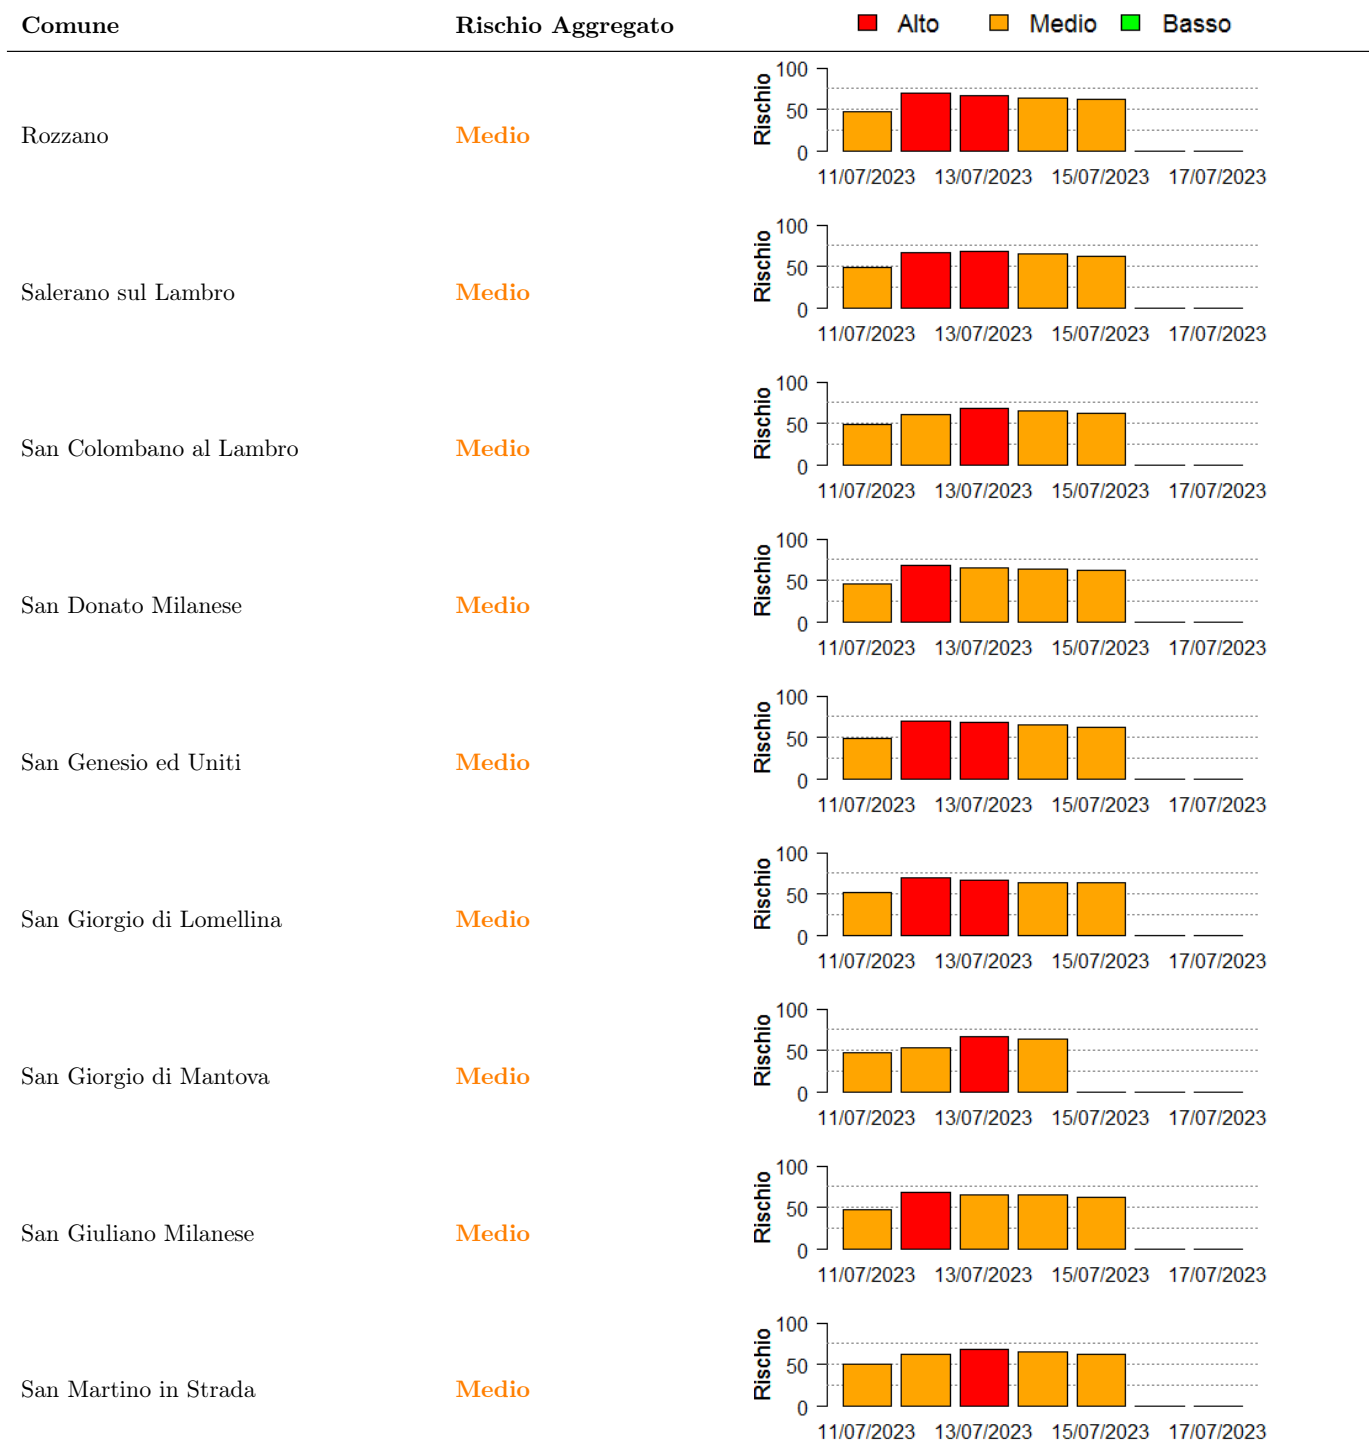 Comune Rischio Aggregato Alto Medio Basso
Rozzano Medio
Rischio
100
50
0
11/07/2023 13/07/2023 15/07/2023 17/07/2023
Salerano sul Lambro Medio
Rischio
100
50
0
11/07/2023 13/07/2023 15/07/2023 17/07/2023
San Colombano al Lambro Medio
Rischio
100
50
0
11/07/2023 13/07/2023 15/07/2023 17/07/2023
San Donato Milanese Medio
Rischio
100
50
0
11/07/2023 13/07/2023 15/07/2023 17/07/2023
San Genesio ed Uniti Medio
Rischio
100
50
0
11/07/2023 13/07/2023 15/07/2023 17/07/2023
San Giorgio di Lomellina Medio
Rischio
100
50
0
11/07/2023 13/07/2023 15/07/2023 17/07/2023
San Giorgio di Mantova Medio
Rischio
100
50
0
11/07/2023 13/07/2023 15/07/2023 17/07/2023
San Giuliano Milanese Medio
Rischio
100
50
0
11/07/2023 13/07/2023 15/07/2023 17/07/2023
San Martino in Strada Medio
Rischio
100
50
0
11/07/2023 13/07/2023 15/07/2023 17/07/2023